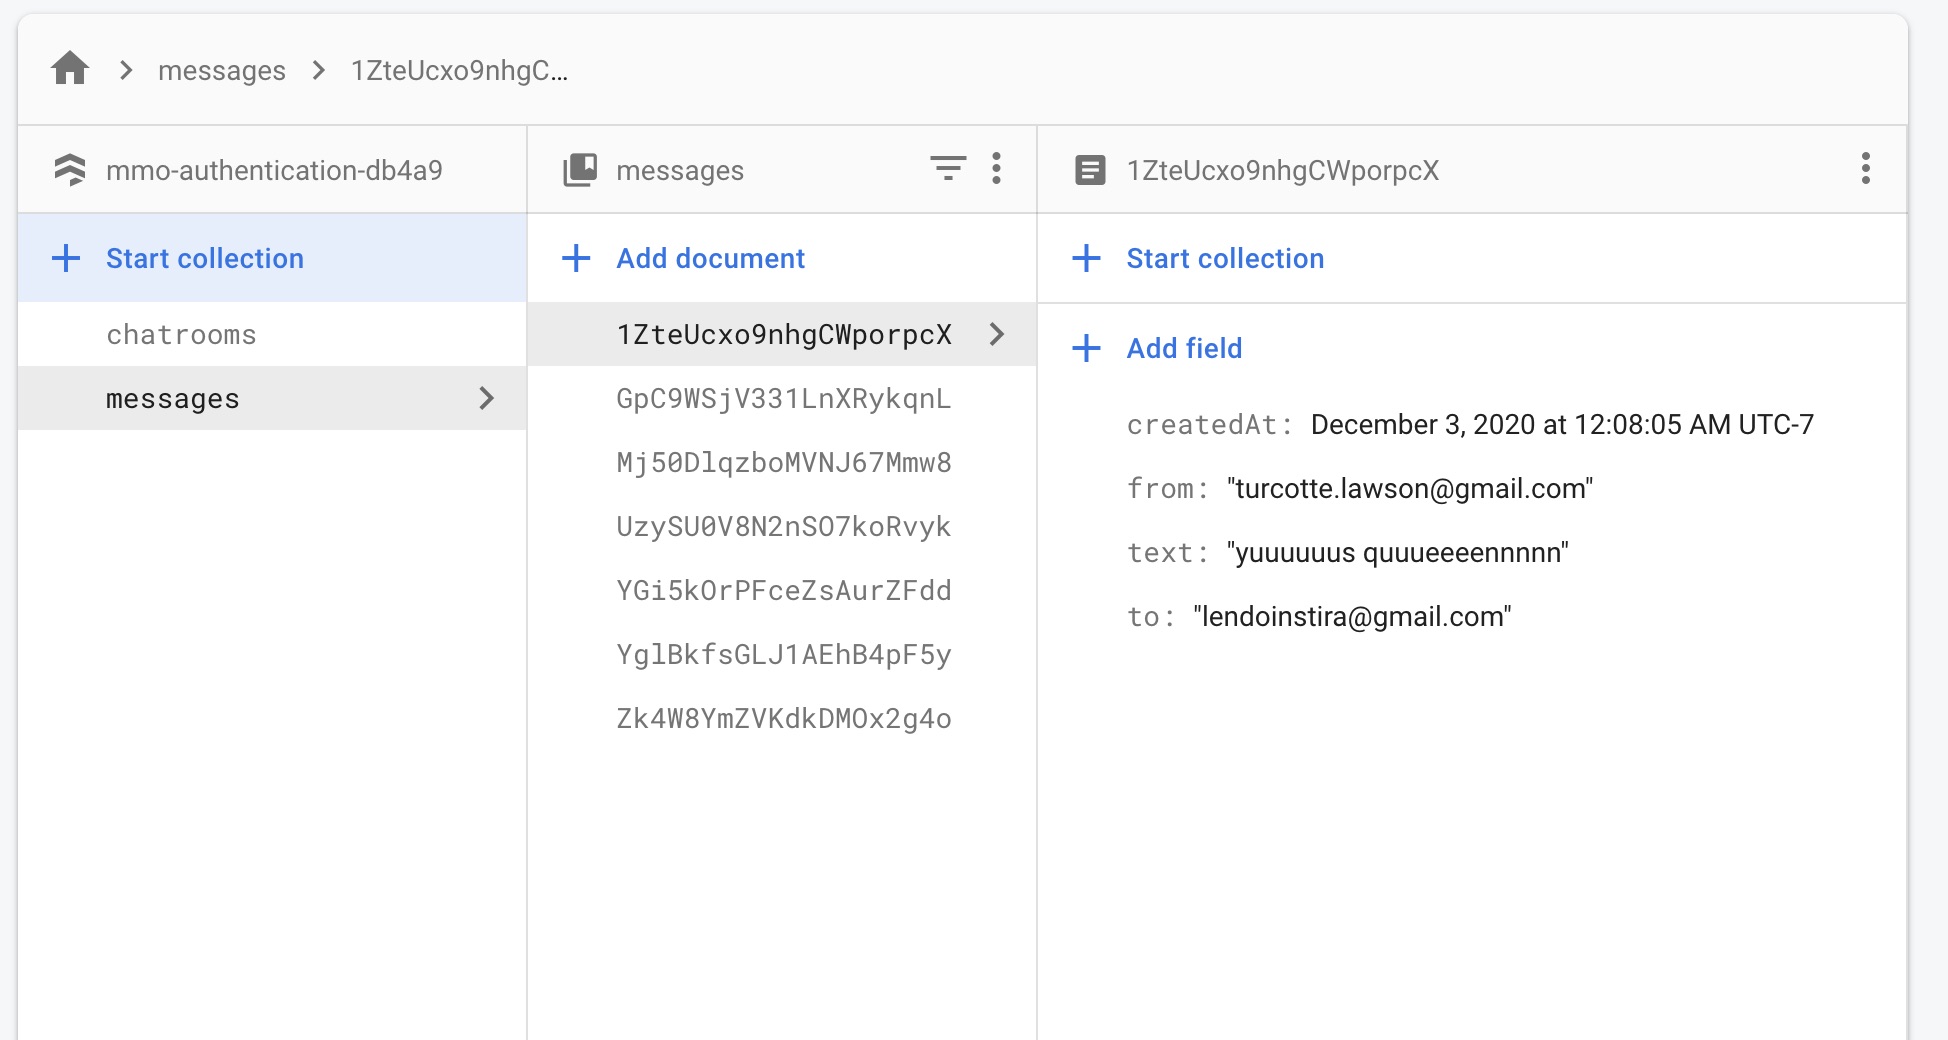 messages 1ZteUcxo9nhgC...
mmo-authentication-db4a9
Start collection
chatrooms
messages
messages
Add document
1ZteUcxo9nhgCWporpcX
GpC9WSjV331LnXRykqnL
Mj50DlqzboMVNJ67Mmw8
UzySU0V8N2nSO7koRvyk
YGi5kOrPFceZsAurZFdd
YglBkfsGLJ1AEhB4pF5y
Zk4W8YmZVKdkDMOx2g4o
1ZteUcxo9nhgCWporpcX
Start collection
Add field
createdAt: December 3, 2020 at 12:08:05 AM UTC-7
from: "turcotte.lawson@gmail.com"
text: "yuuuuuus quuueeeennnnn"
to: "lendoinstira@gmail.com"